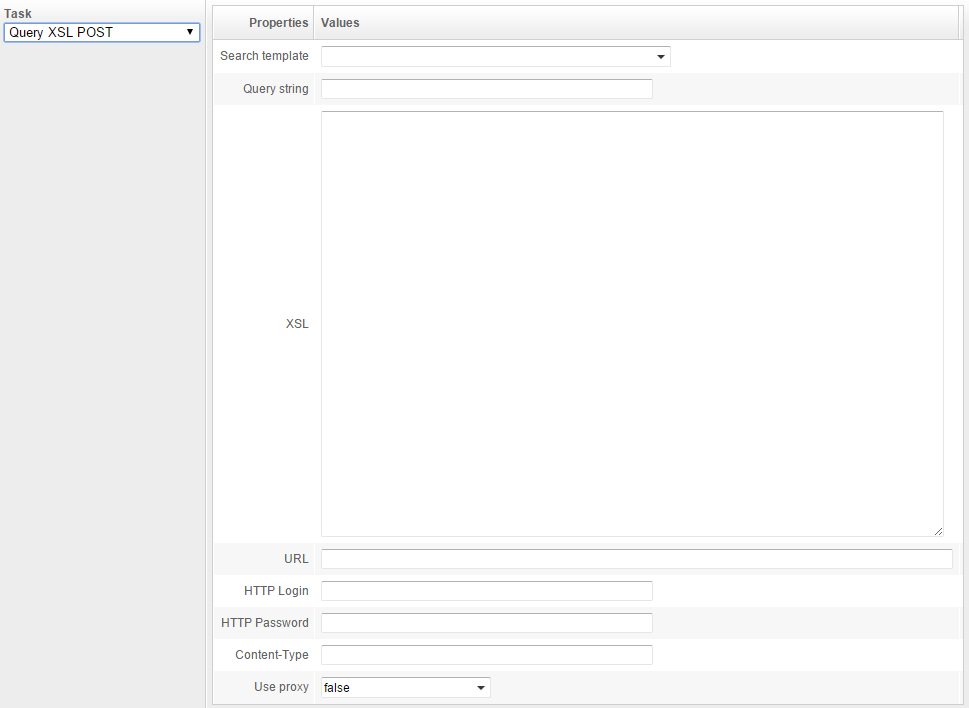 Task
Query XSL POST
Properties Values
Search template
Query string
XSL
URL
HTTP Login
HTTP Password
Content-Type
Use proxy false